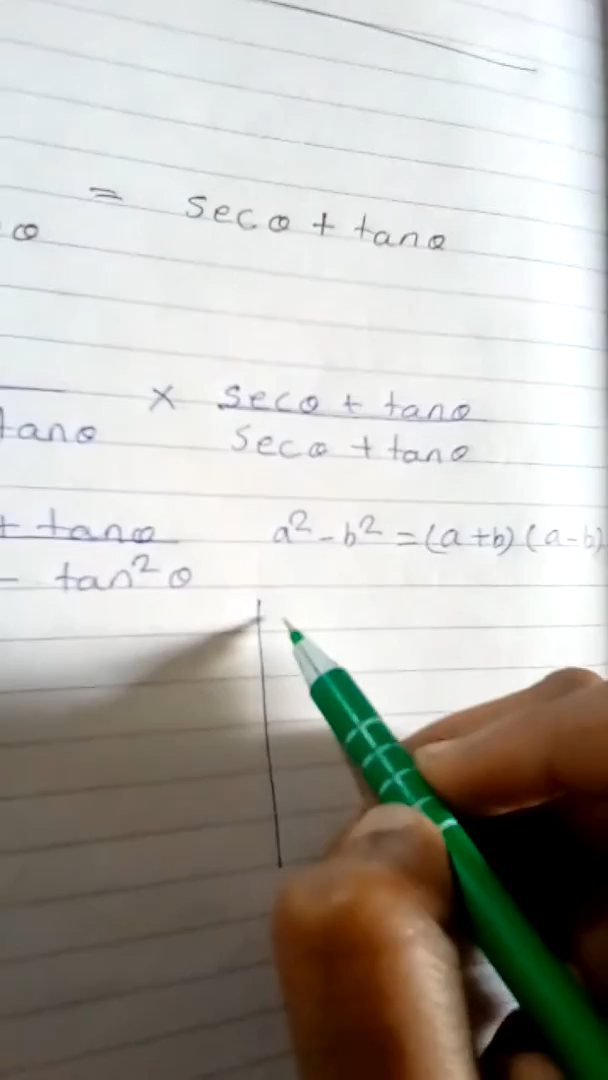 θ = secθ + tanθ
tanθ × secθ + tanθ
secθ + tanθ
+ tanθ
- tan²θ
a² - b² = (a+b)(a-b)